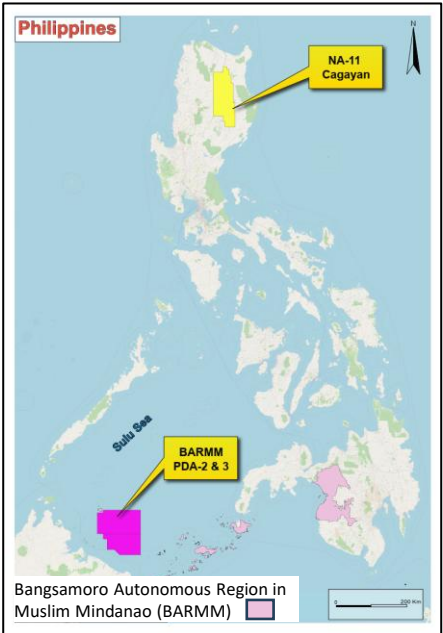 Philippines
N
NA-11
Cagayan
Sulu Sea
BARMM
PDA-2 & 3
Bangsamoro Autonomous Region in
Muslim Mindanao (BARMM)
0 200 Km